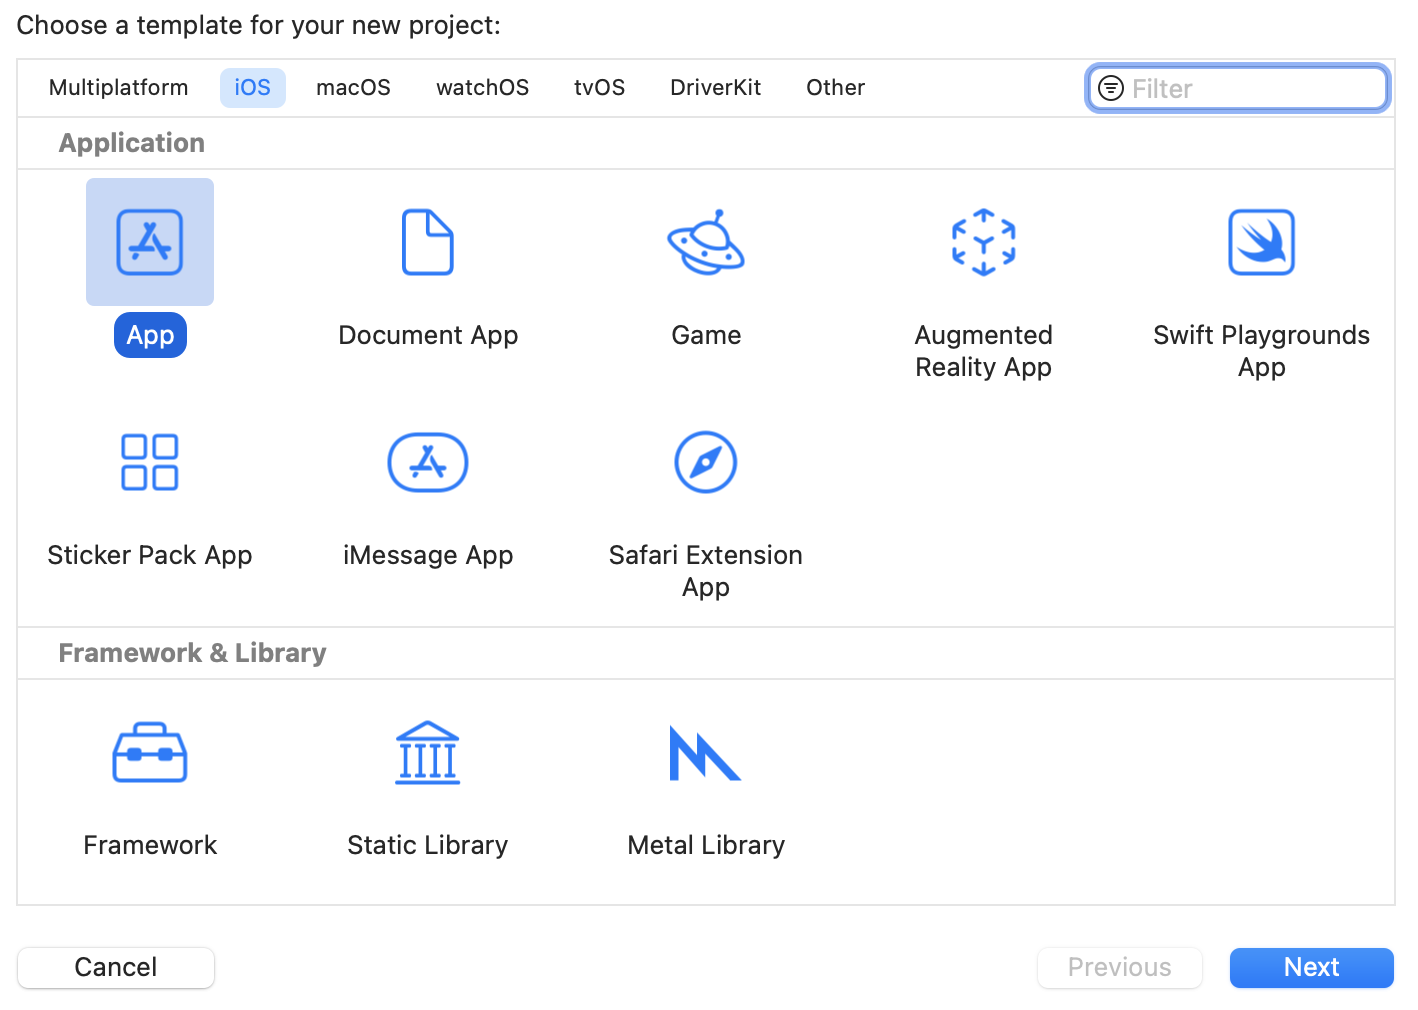 Choose a template for your new project:
Multiplatform iOS macOS watchOS tvOS DriverKit Other Filter
Application
App Document App Game Augmented Reality App Swift Playgrounds App
Sticker Pack App iMessage App Safari Extension App
Framework & Library
Framework Static Library Metal Library
Cancel Previous Next